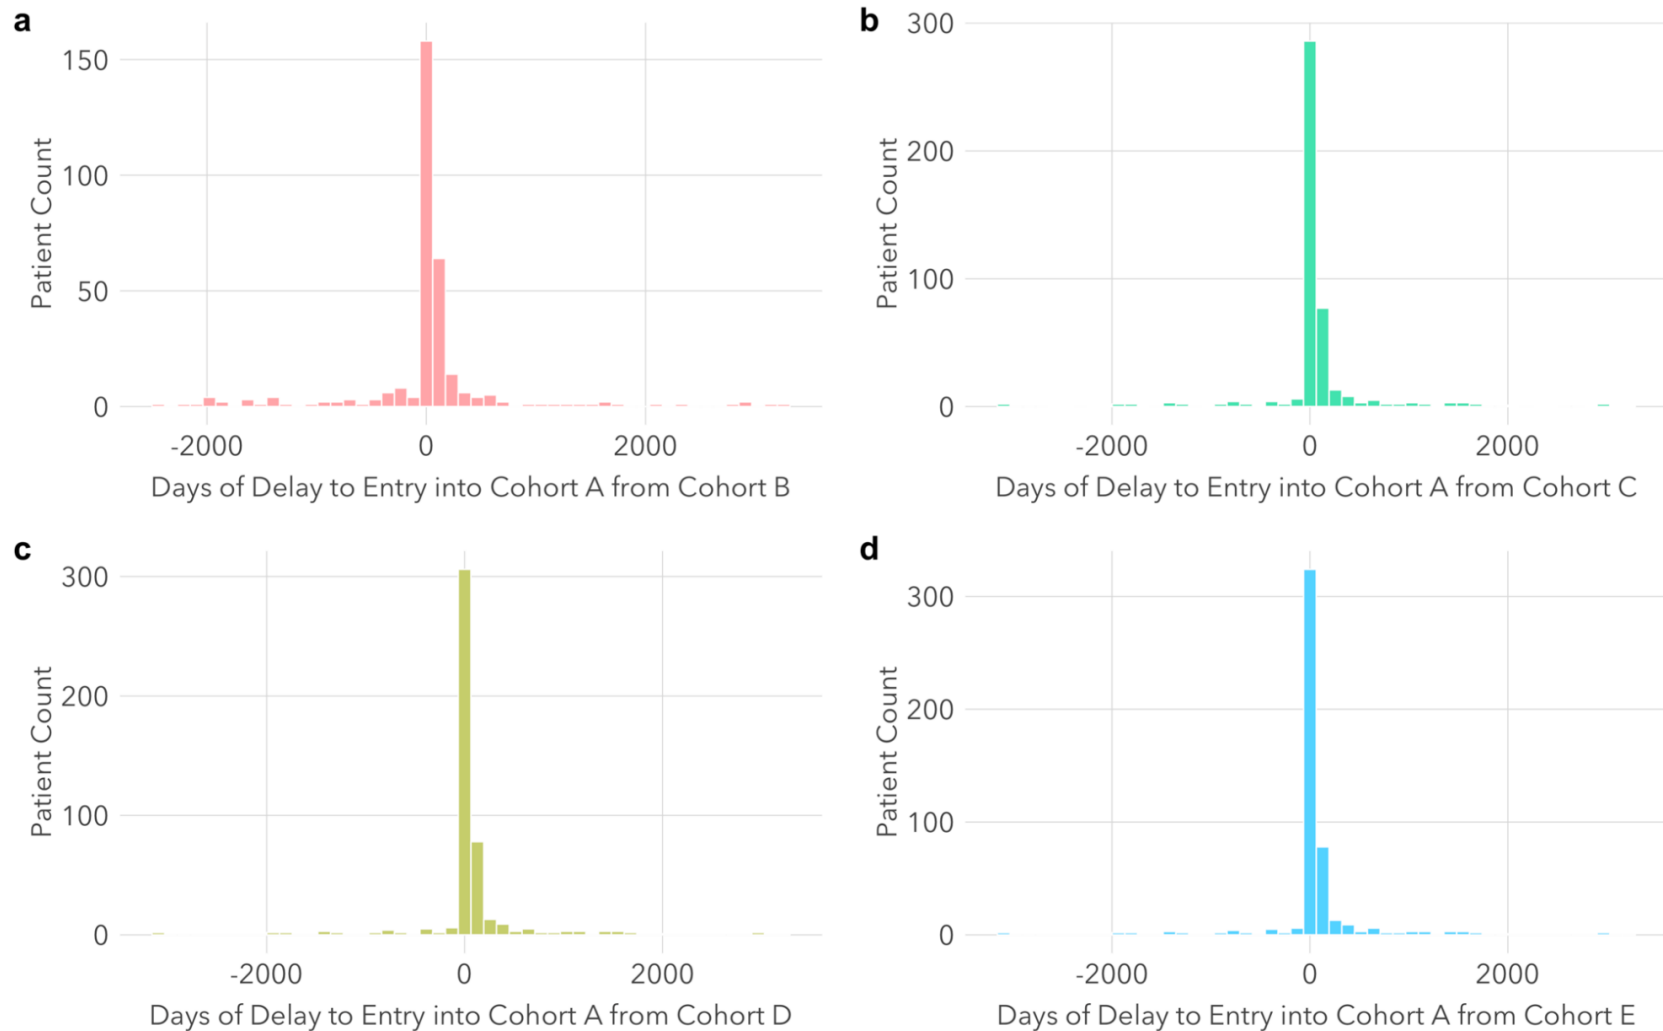 a
150
100
50
0
Patient Count
-2000 0 2000
Days of Delay to Entry into Cohort A from Cohort B
b
300
200
100
0
Patient Count
-2000 0 2000
Days of Delay to Entry into Cohort A from Cohort C
c
300
200
100
0
Patient Count
-2000 0 2000
Days of Delay to Entry into Cohort A from Cohort D
d
300
200
100
0
Patient Count
-2000 0 2000
Days of Delay to Entry into Cohort A from Cohort E